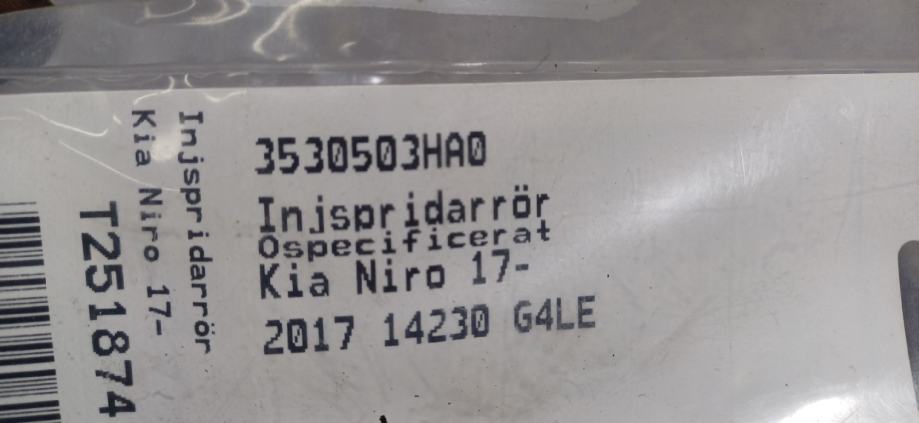 3530503HA0
Injspridarrör
Ospecificerat
Kia Niro 17-
2017 14230 G4LE
Injspridarrör
Kia Niro 17-
T251874